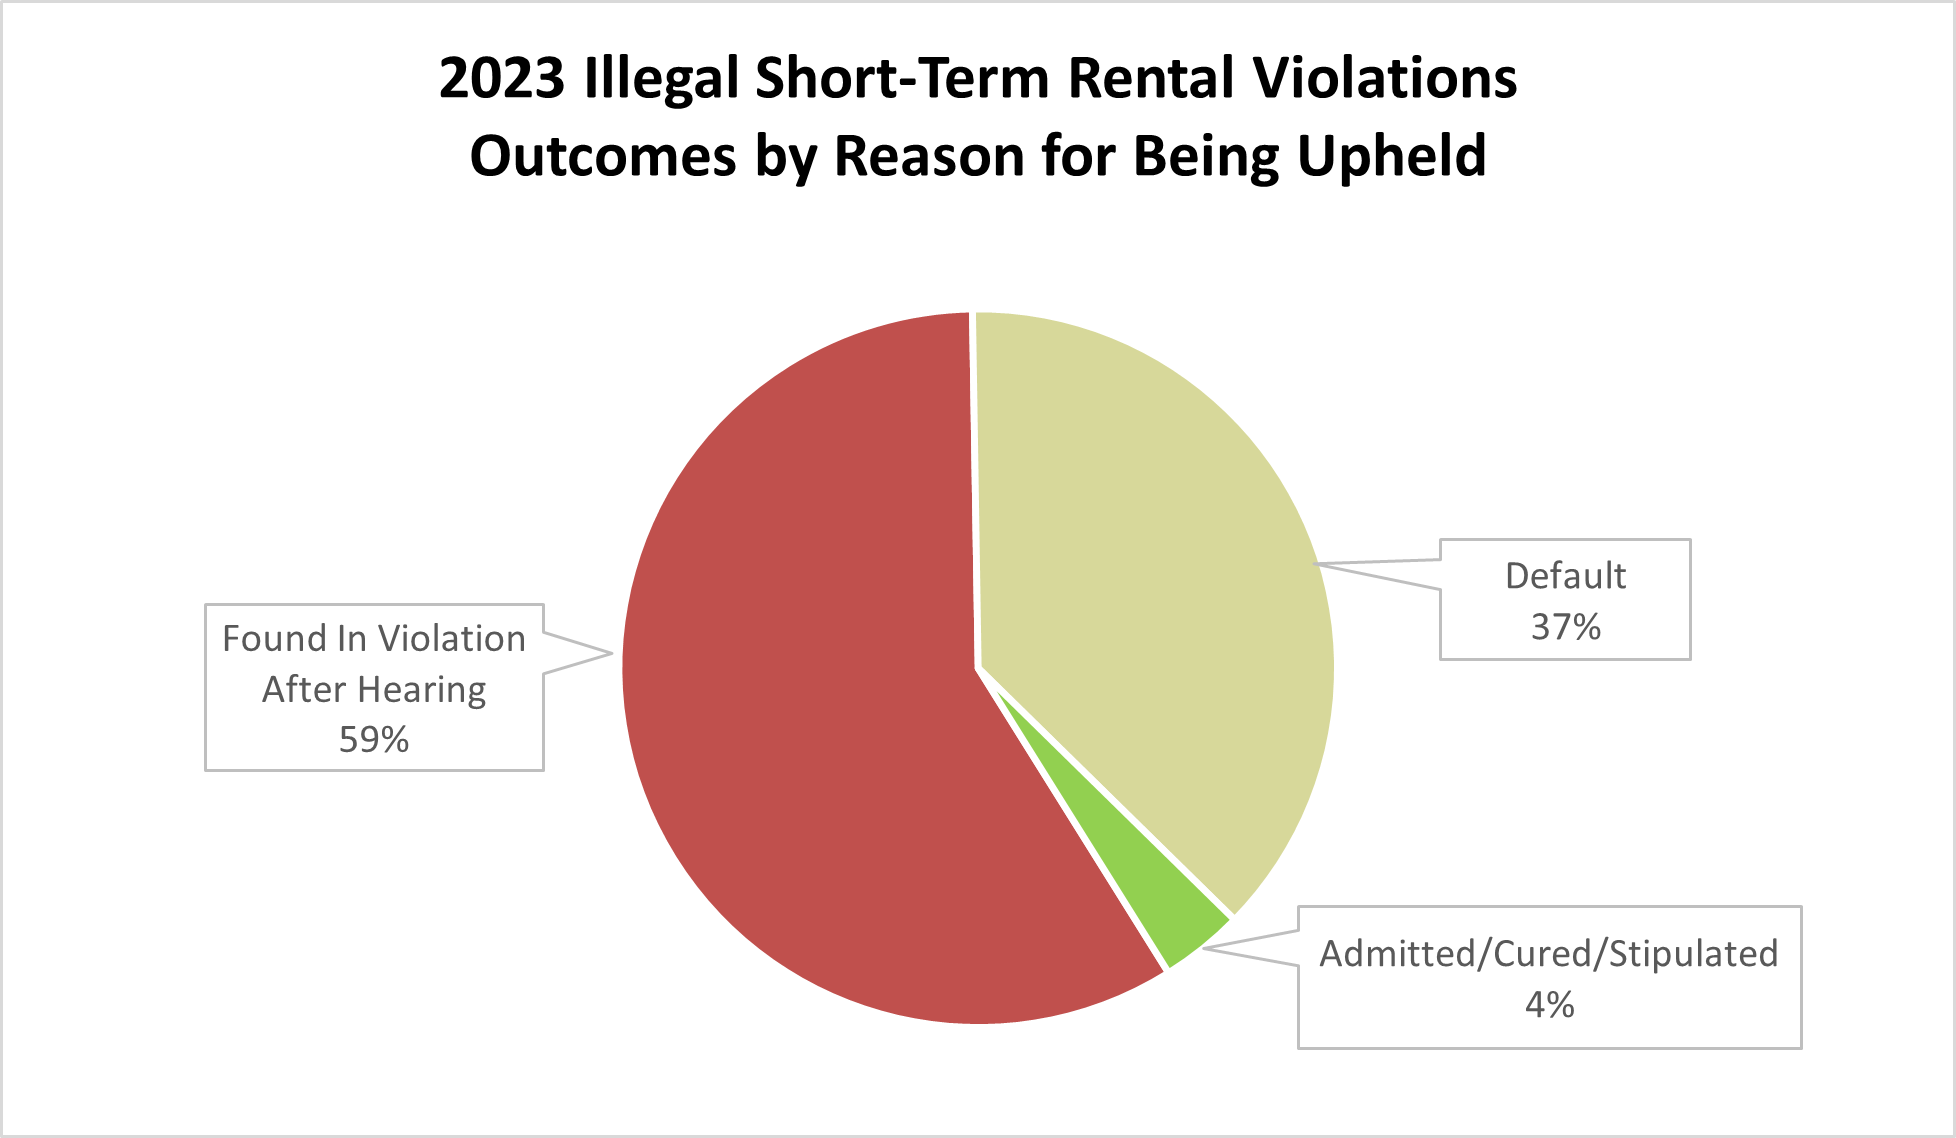 2023 Illegal Short-Term Rental Violations
Outcomes by Reason for Being Upheld
Default
37%
Found In Violation
After Hearing
59%
Admitted/Cured/Stipulated
4%